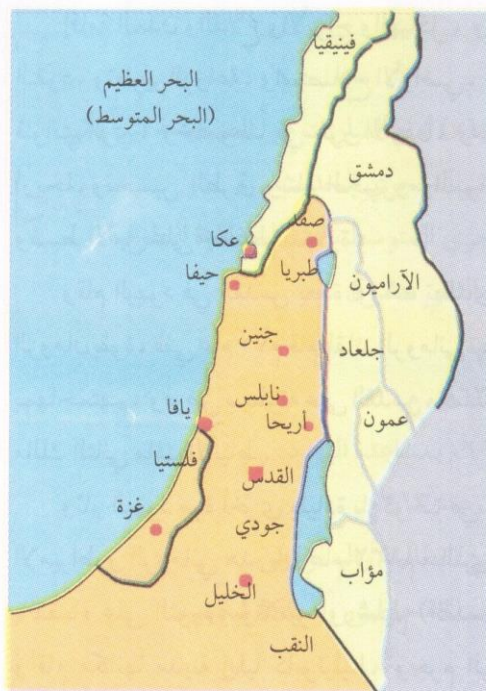 فينيقيا
البحر العظيم
(البحر المتوسط)
دمشق
صفد
عكا
طبريا
الآراميون
حيفا
جنين
جلعاد
نابلس
عمون
يافا
أريحا
فلستيا
القدس
غزة
جودي
مؤاب
الخليل
النقب